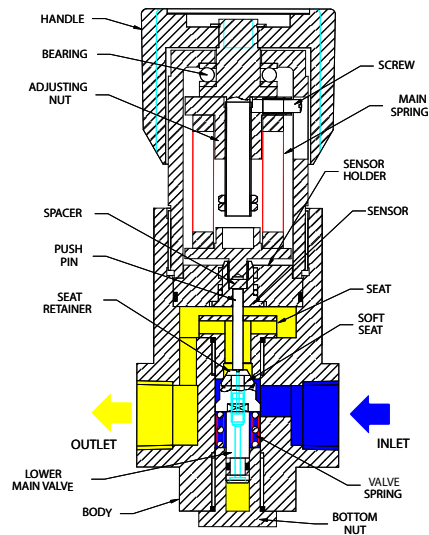 HANDLE
BEARING
ADJUSTING
NUT
SCREW
MAIN
SPRING
SENSOR
HOLDER
SPACER
SENSOR
PUSH
PIN
SEAT
RETAINER
SEAT
SOFT
SEAT
OUTLET
INLET
LOWER
MAIN VALVE
VALVE
SPRING
BODY
BOTTOM
NUT